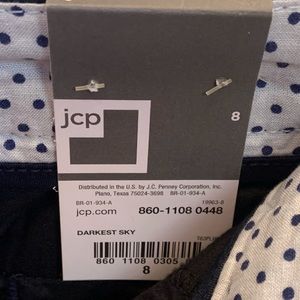 8
jcp
Distributed in the U.S. by J.C. Penney Corporation, Inc.
Plano, Texas 75024-3698 BR-01-934-A
BR-01-934-A 19963-8
jcp.com 860-1108 0448
DARKEST SKY
860 1108 0305
8